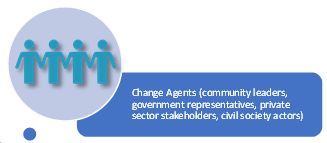 Change Agents (community leaders,
government representatives, private
sector stakeholders, civil society actors)